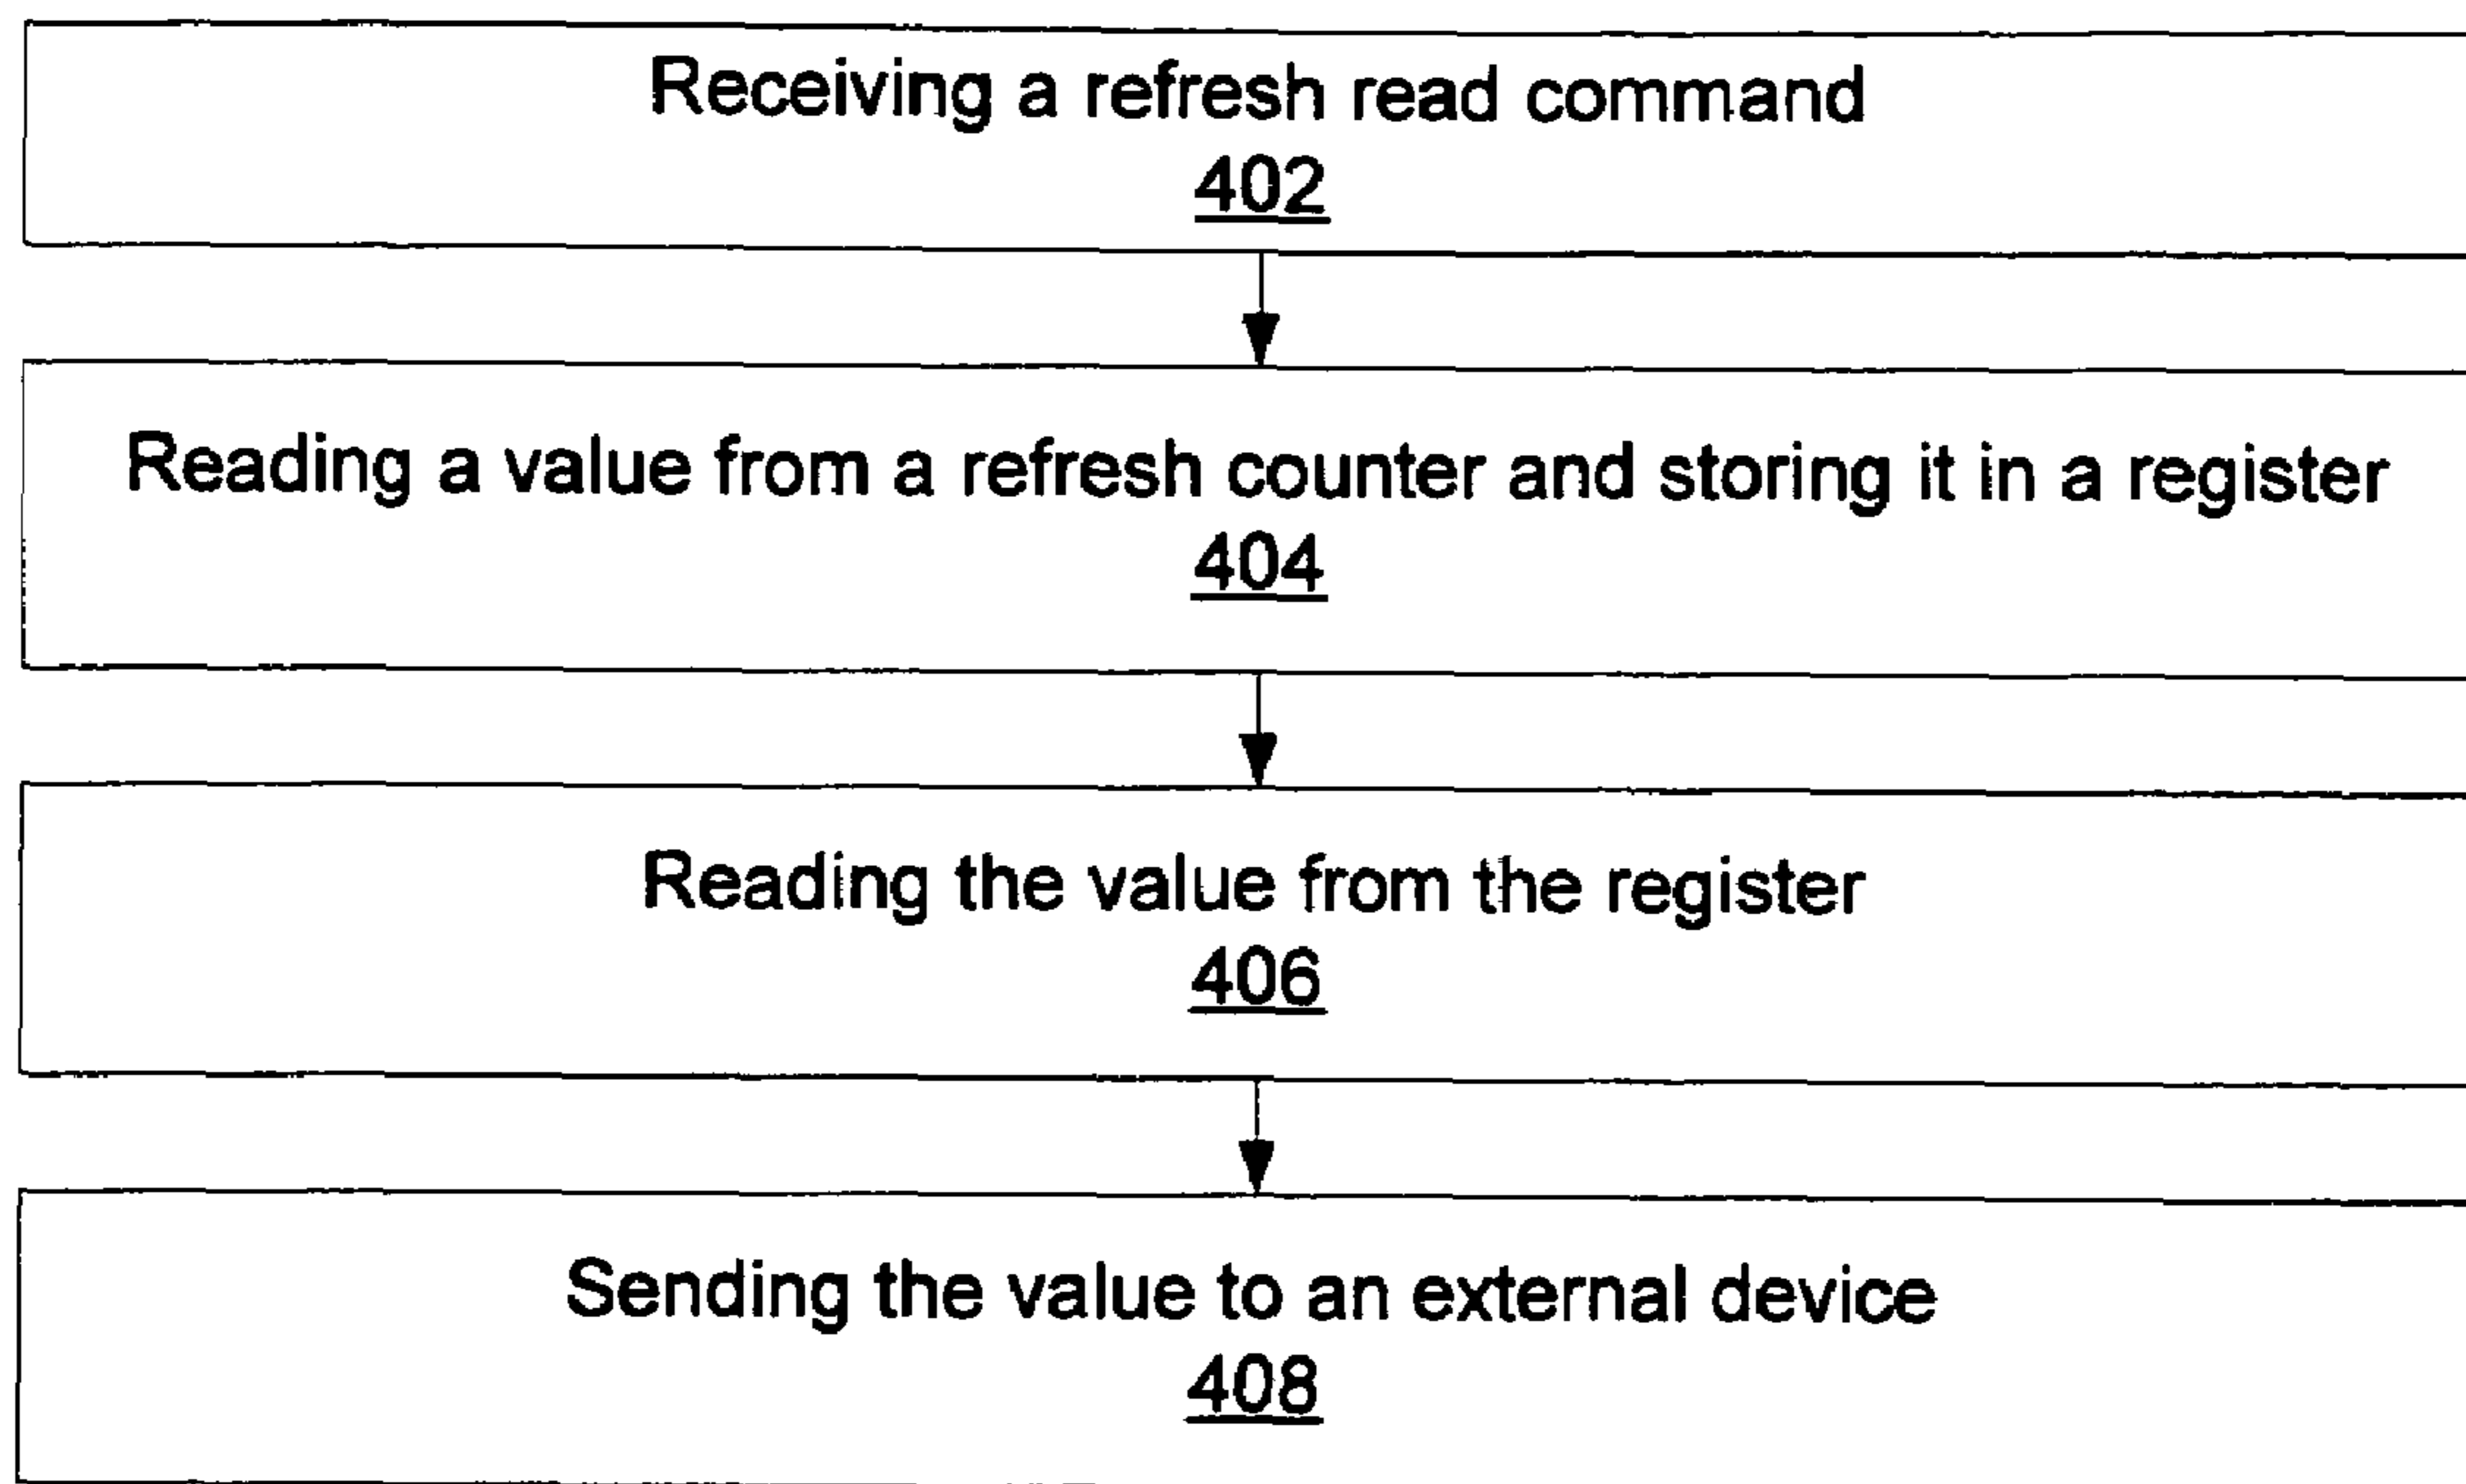 Receiving a refresh read command
402
Reading a value from a refresh counter and storing it in a register
404
Reading the value from the register
406
Sending the value to an external device
408